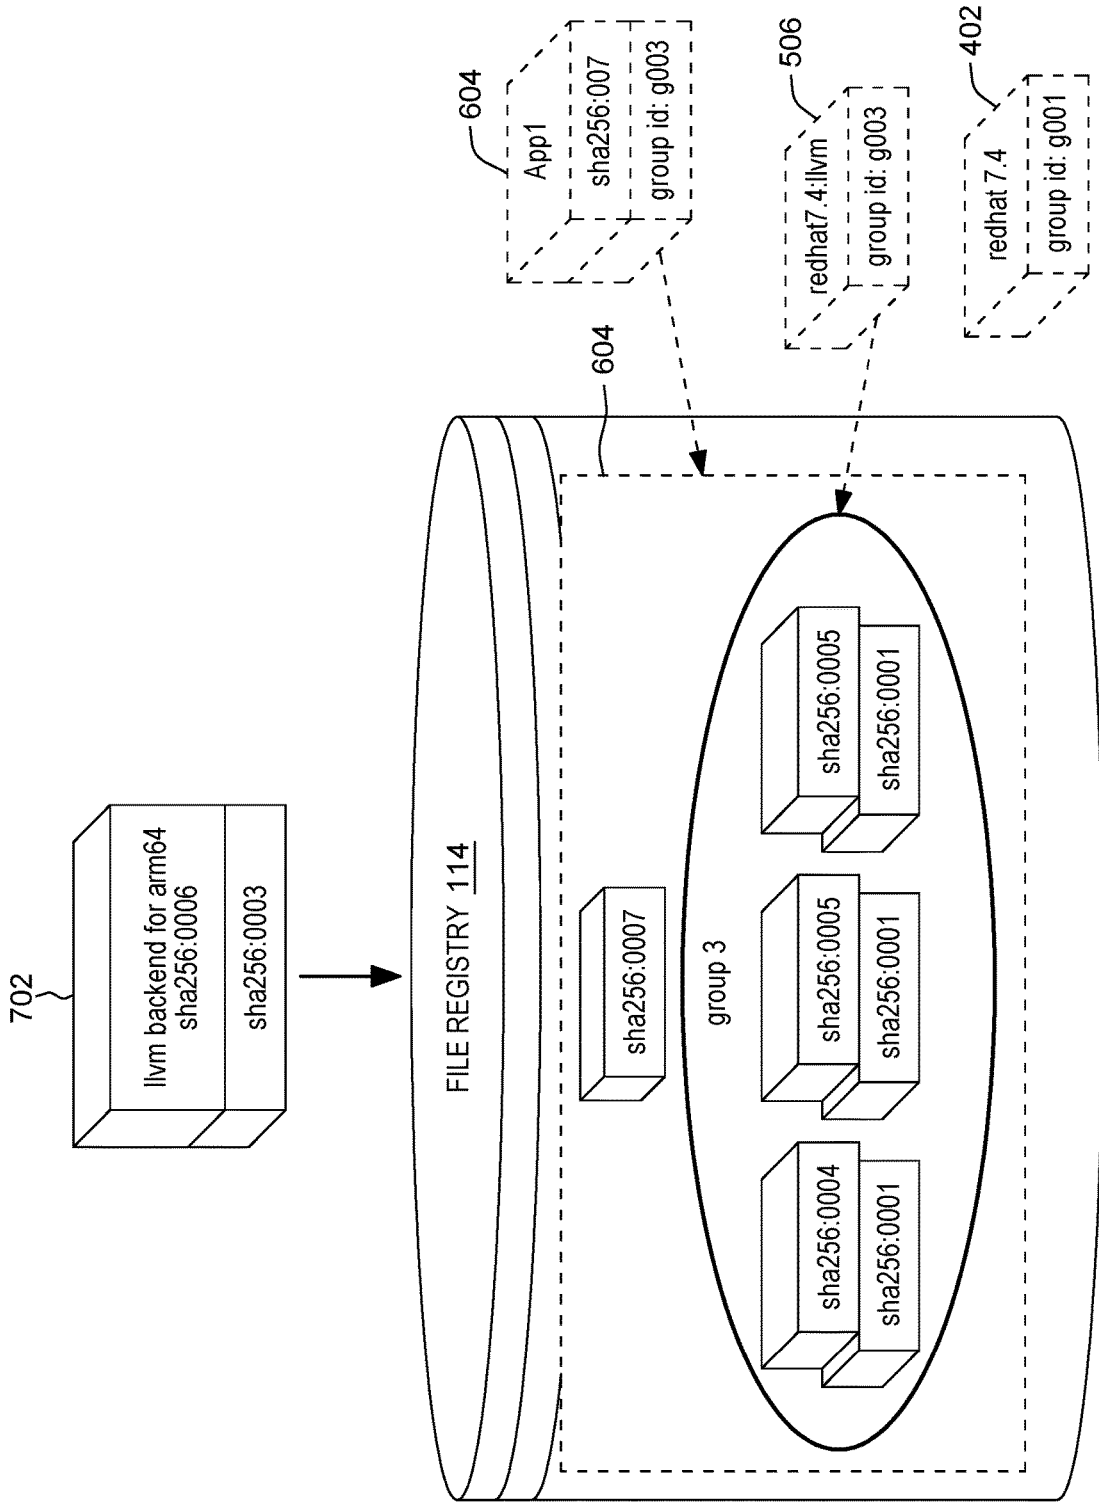 702
llvm backend for arm64
sha256:0006
sha256:0003
FILE REGISTRY 114
604
sha256:0007
group 3
sha256:0004
sha256:0001
sha256:0005
sha256:0001
sha256:0005
sha256:0001
604
App1
sha256:007
group id: g003
506
redhat7.4:llvm
group id: g003
402
redhat 7.4
group id: g001